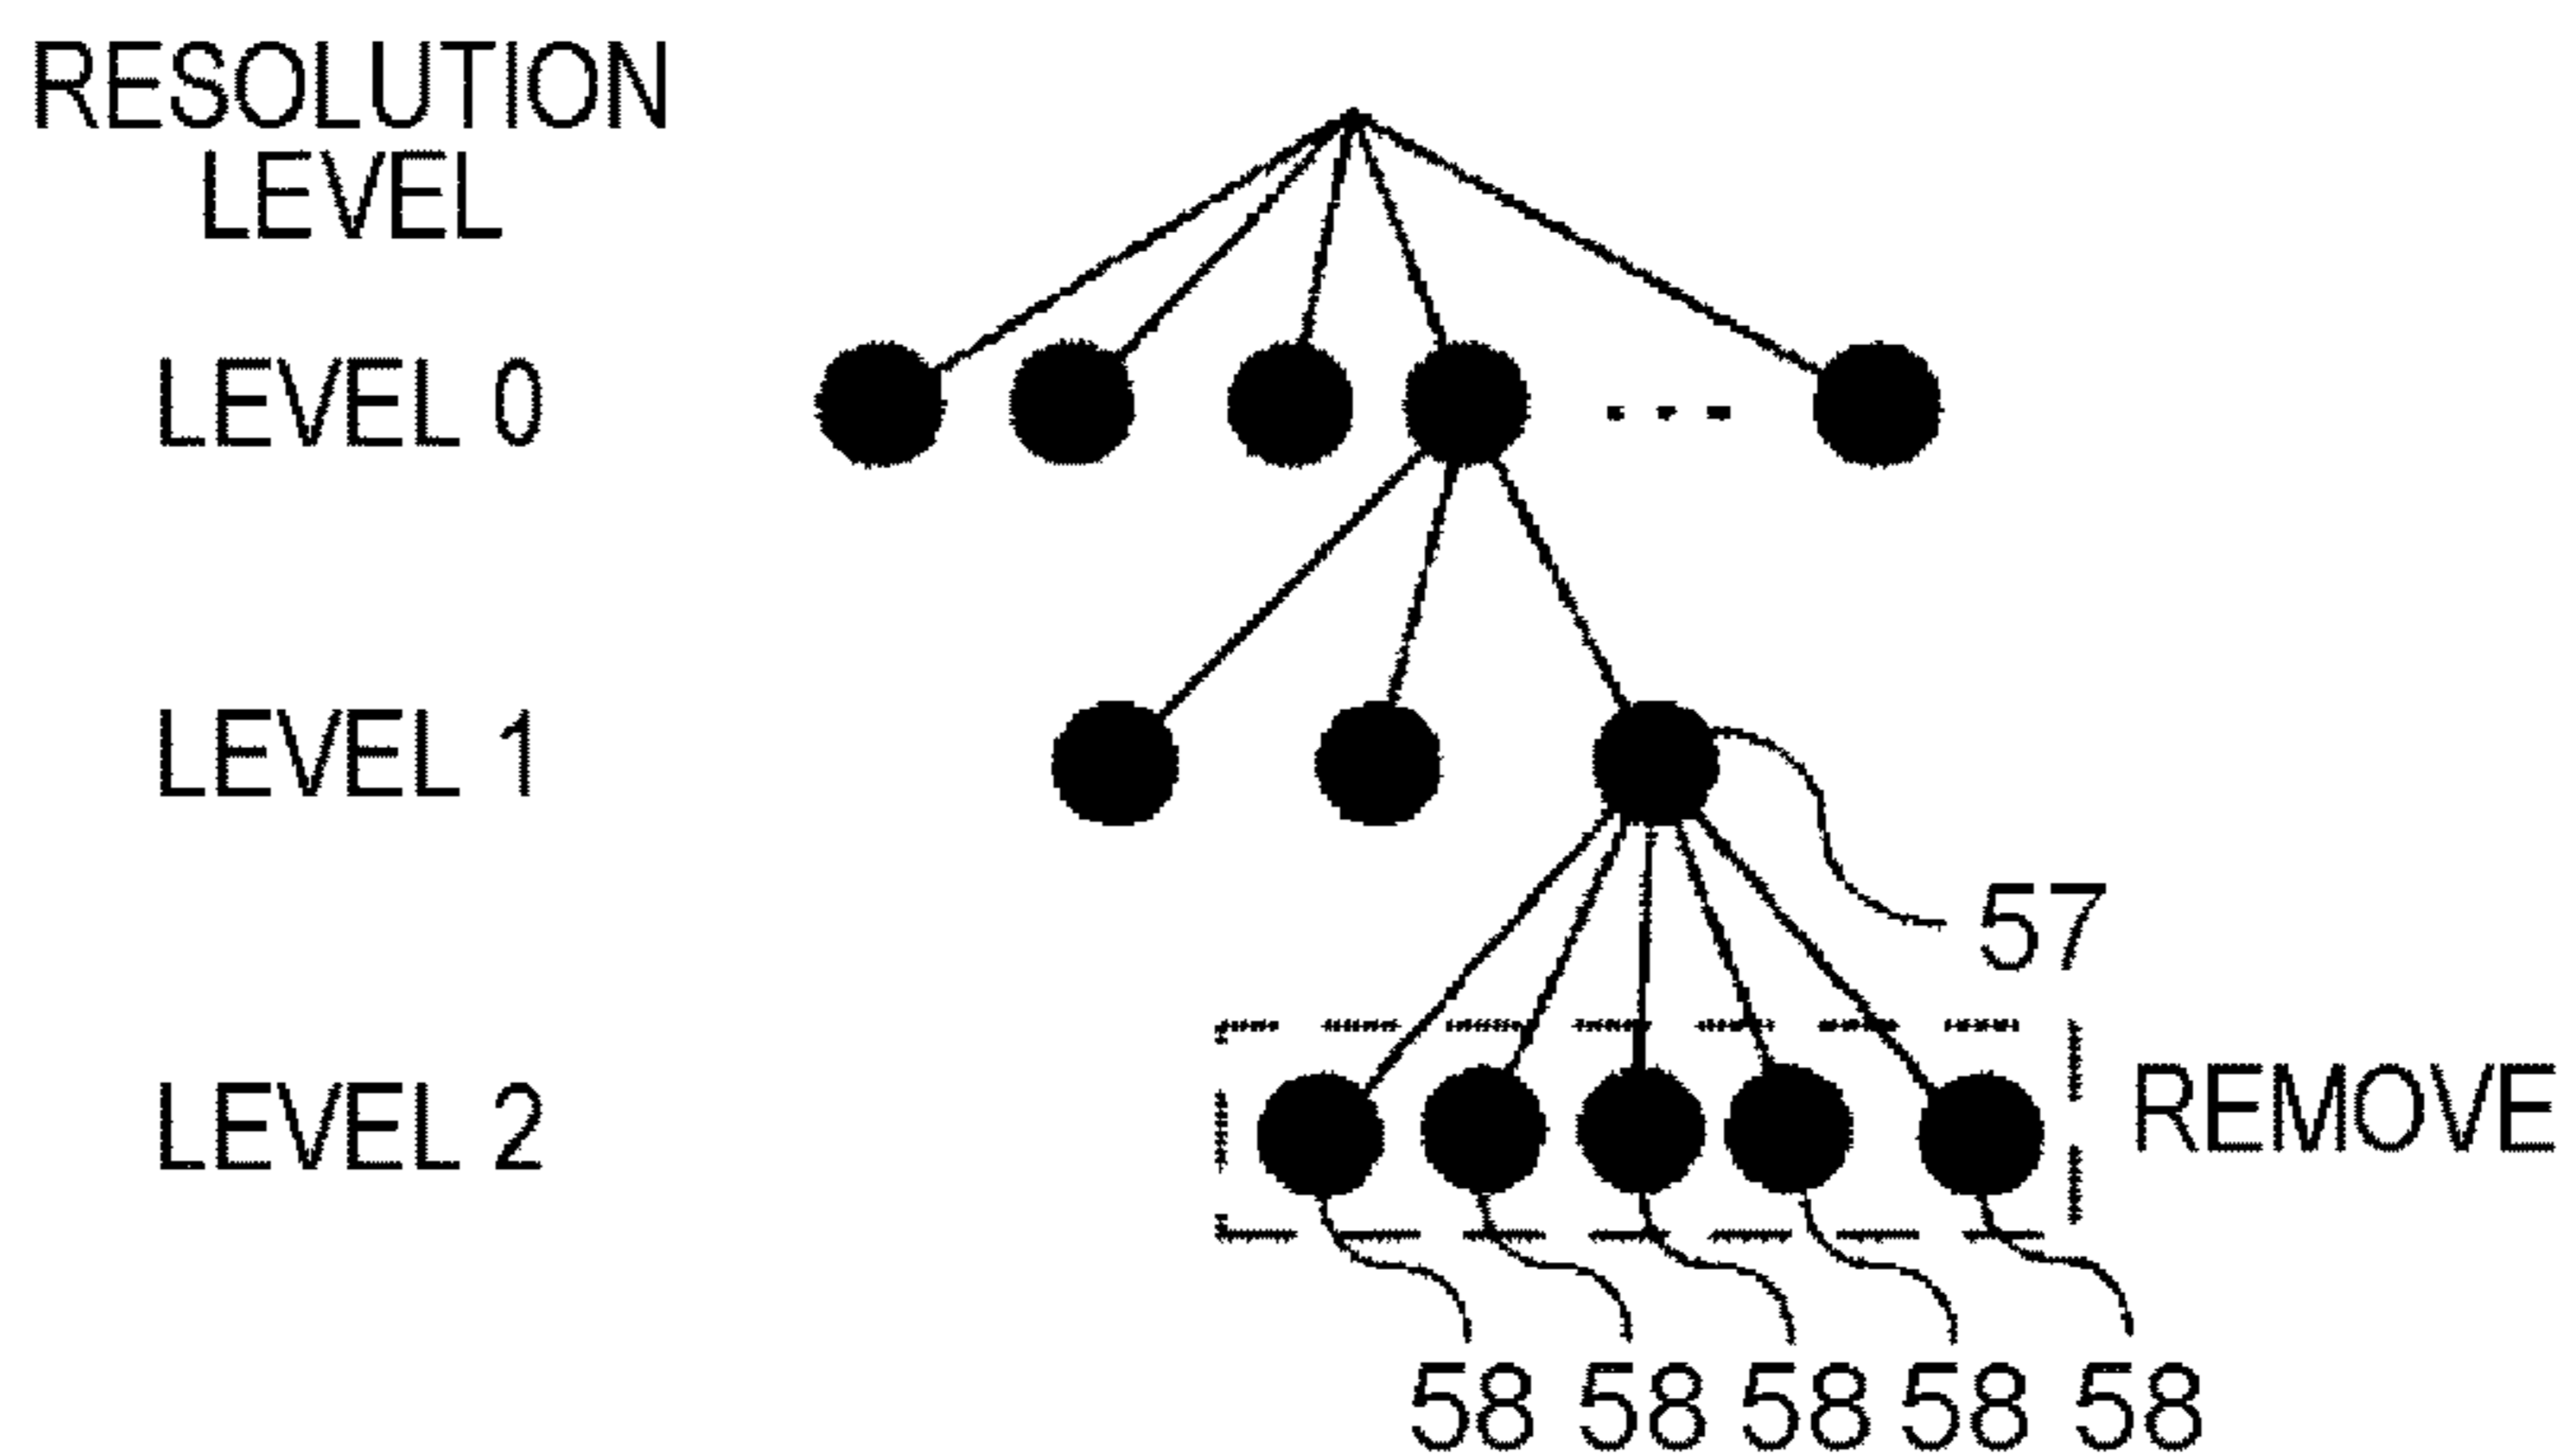 RESOLUTION
LEVEL
LEVEL 0
...
LEVEL 1
57
LEVEL 2
REMOVE
58 58 58 58 58